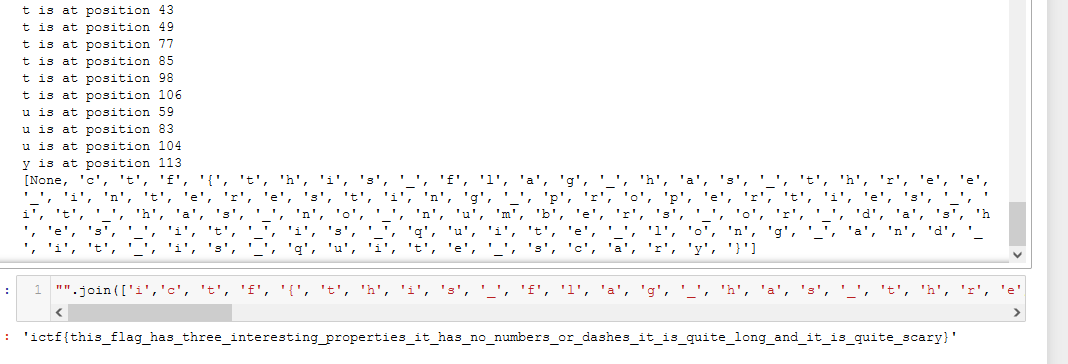 t is at position 43
t is at position 49
t is at position 77
t is at position 85
t is at position 98
t is at position 106
u is at position 59
u is at position 83
u is at position 104
y is at position 113
[None, 'c', 't', 'f', '{', 't', 'h', 'i', 's', '_', 'f', 'l', 'a', 'g', '_', 'h', 'a', 's', '_', 't', 'h', 'r', 'e', 'e',
'_', 'i', 'n', 't', 'e', 'r', 'e', 's', 't', 'i', 'n', 'g', '_', 'p', 'r', 'o', 'p', 'e', 'r', 't', 'i', 'e', 's', '_', '
i', 't', '_', 'h', 'a', 's', '_', 'n', 'o', '_', 'n', 'u', 'm', 'b', 'e', 'r', 's', '_', 'o', 'r', '_', 'd', 'a', 's', 'h
', 'e', 's', '_', 'i', 't', '_', 'i', 's', '_', 'q', 'u', 'i', 't', 'e', '_', 'l', 'o', 'n', 'g', '_', 'a', 'n', 'd', '_
', 'i', 't', '_', 'i', 's', '_', 'q', 'u', 'i', 't', 'e', '_', 's', 'c', 'a', 'r', 'y', '}']
: 1 "".join(['i','c', 't', 'f', '{', 't', 'h', 'i', 's', '_', 'f', 'l', 'a', 'g', '_', 'h', 'a', 's', '_', 't', 'h', 'r', 'e'
: 'ictf{this_flag_has_three_interesting_properties_it_has_no_numbers_or_dashes_it_is_quite_long_and_it_is_quite_scary}'